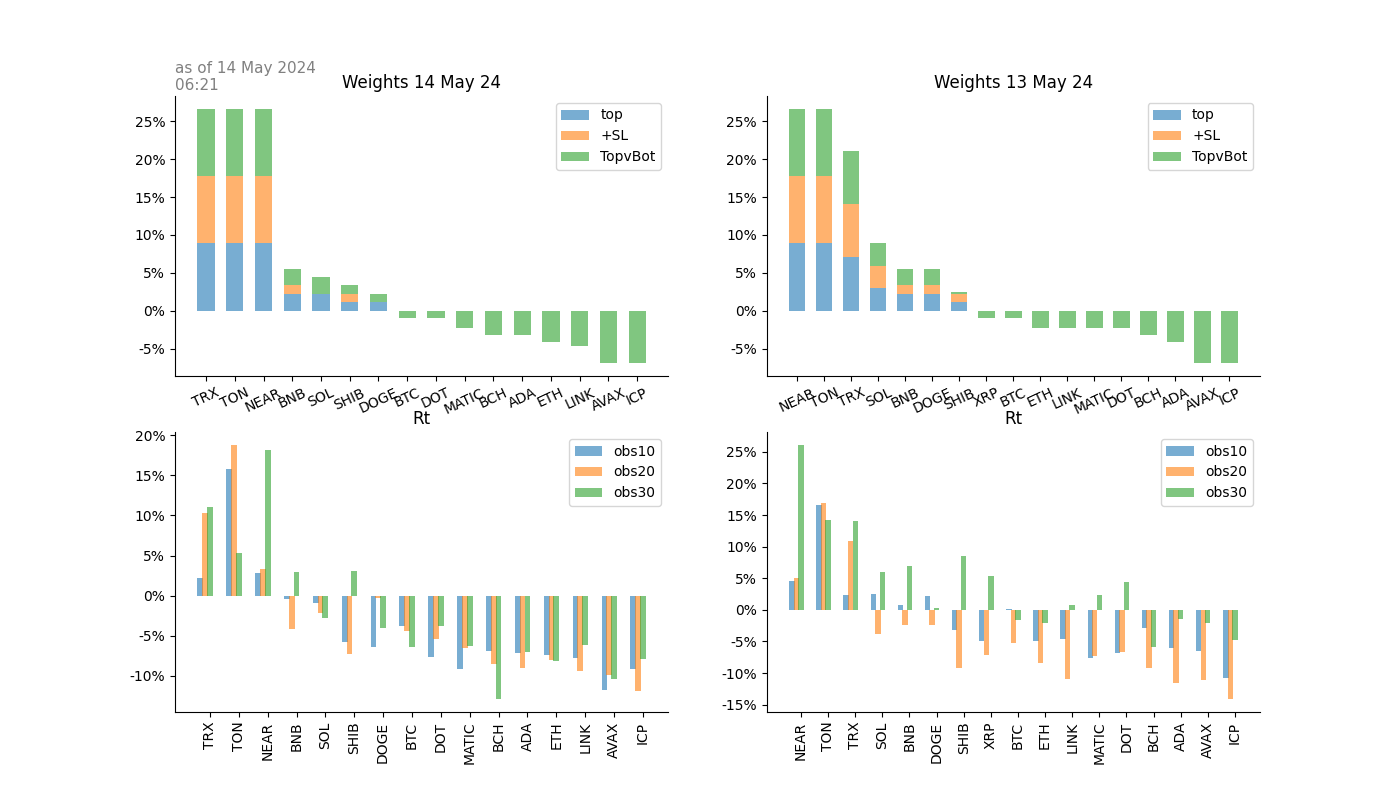 as of 14 May 2024
06:21
Weights 14 May 24
25%
20%
15%
10%
5%
0%
-5%
top
+SL
TopvBot
TRX TON NEAR BNB SOL SHIB DOGE BTC DOT MATIC BCH ADA ETH LINK AVAX ICP
Weights 13 May 24
25%
20%
15%
10%
5%
0%
-5%
top
+SL
TopvBot
NEAR TON TRX SOL BNB DOGE SHIB XRP BTC ETH LINK MATIC DOT BCH ADA AVAX ICP
Rt
20%
15%
10%
5%
0%
-5%
-10%
obs10
obs20
obs30
TRX TON NEAR BNB SOL SHIB DOGE BTC DOT MATIC BCH ADA ETH LINK AVAX ICP
Rt
25%
20%
15%
10%
5%
0%
-5%
-10%
-15%
obs10
obs20
obs30
NEAR TON TRX SOL BNB DOGE SHIB XRP BTC ETH LINK MATIC DOT BCH ADA AVAX ICP